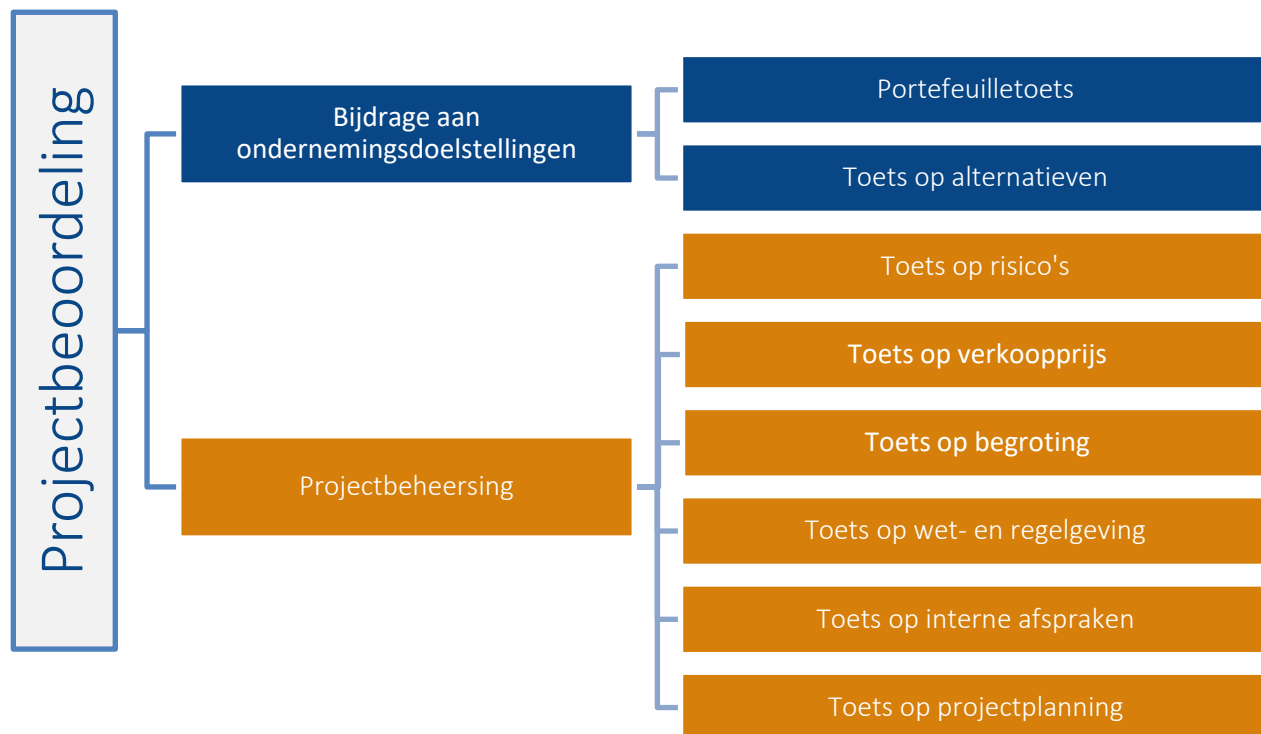 Projectbeoordeling
Bijdrage aan
ondernemingsdoelstellingen
Portefeuilletoets
Toets op alternatieven
Projectbeheersing
Toets op risico's
Toets op verkoopprijs
Toets op begroting
Toets op wet- en regelgeving
Toets op interne afspraken
Toets op projectplanning